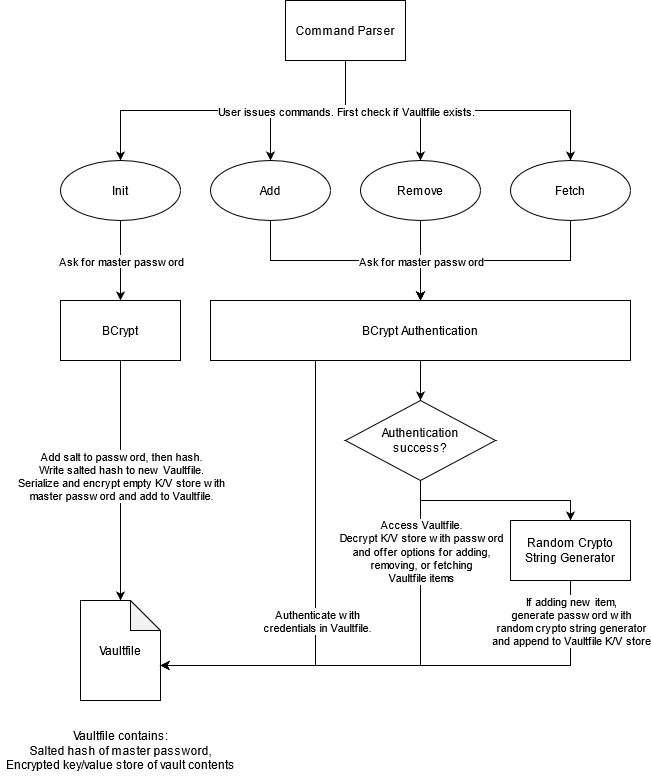 Command Parser
User issues commands. First check if Vaultfile exists.
Init
Add
Remove
Fetch
Ask for master password
Ask for master password
BCrypt
BCrypt Authentication
Authentication
success?
Add salt to password, then hash.
Write salted hash to new Vaultfile.
Serialize and encrypt empty K/V store with
master password and add to Vaultfile.
Access Vaultfile.
Decrypt K/V store with password
and offer options for adding,
removing, or fetching
Vaultfile items
Random Crypto
String Generator
Authenticate with
credentials in Vaultfile.
If adding new item,
generate password with
random crypto string generator
and append to Vaultfile K/V store
Vaultfile
Vaultfile contains:
Salted hash of master password,
Encrypted key/value store of vault contents